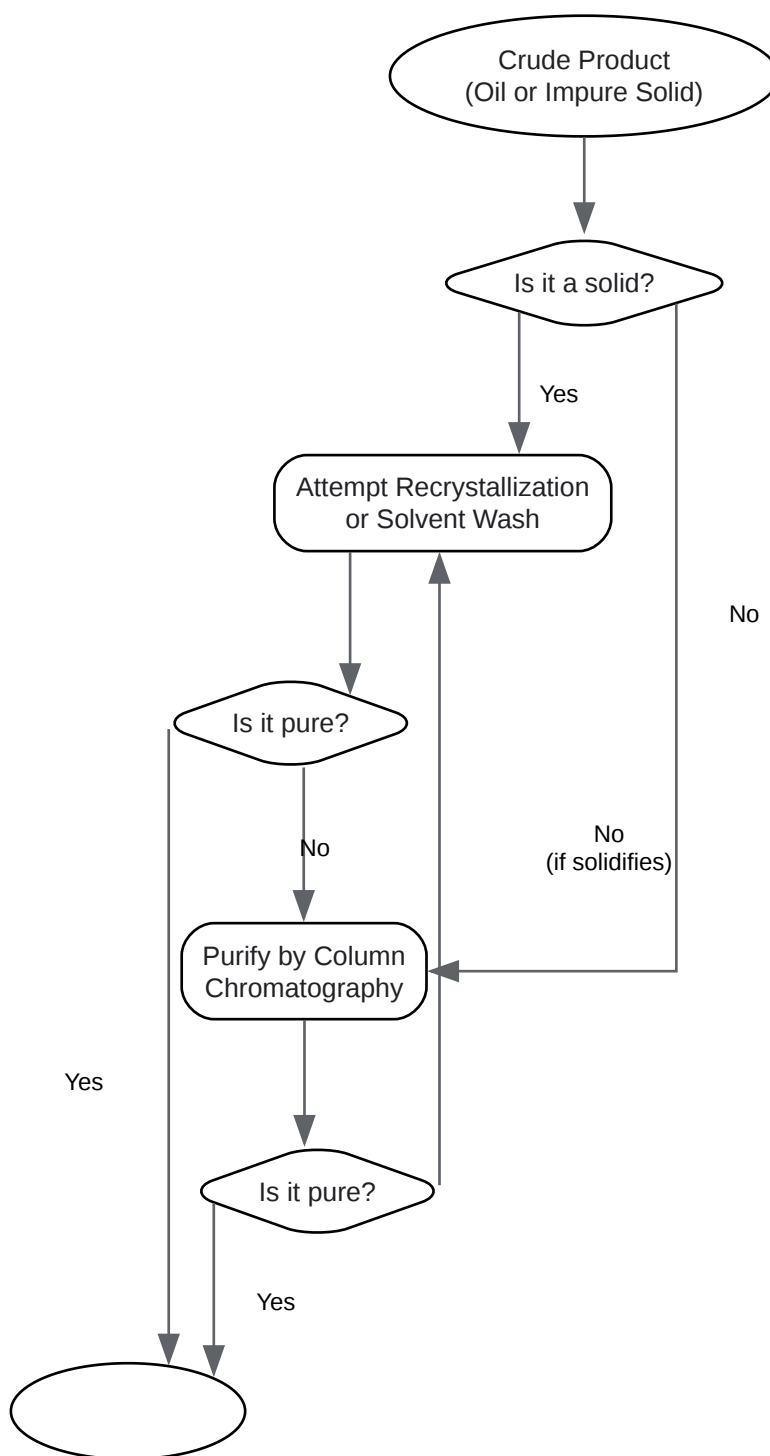 Crude Product
(Oil or Impure Solid)
Is it a solid?
Yes
Attempt Recrystallization
or Solvent Wash
No
Is it pure?
No
(if solidifies)
No
Purify by Column
Chromatography
Yes
Is it pure?
Yes